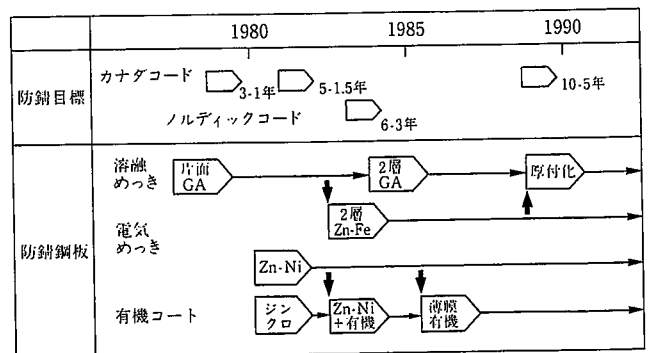 1980 1985 1990
防錆目標
カナダコード
3-1年
5-1.5年
10-5年
ノルディックコード
6-3年
防錆鋼板
溶融
めっき
片面
GA
2層
GA
厚付化
電気
めっき
2層
Zn-Fe
Zn-Ni
有機コート
ジン
クロ
Zn-Ni
+有機
薄膜
有機